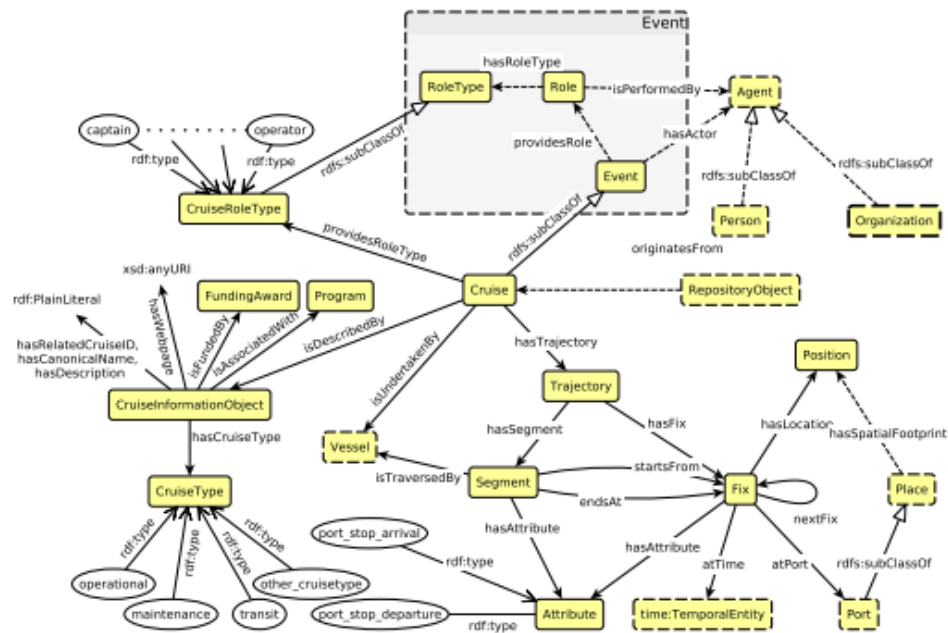 Event
hasRoleType
RoleType
Role
isPerformedBy
Agent
captain
operator
rdf:type
rdf:type
rdfs:subClassOf
providesRole
hasActor
Event
rdfs:subClassOf
rdfs:subClassOf
CruiseRoleType
Person
Organization
providesRoleType
rdfs:subClassOf
originatesFrom
xsd:anyURI
rdf:PlainLiteral
FundingAward
Program
Cruise
RepositoryObject
hasWebpage
isFundedBy
isAssociatedWith
isDescribedBy
hasRelatedCruiseID,
hasCanonicalName,
hasDescription
isUndertakenBy
hasTrajectory
Position
Trajectory
CruiseInformationObject
hasCruiseType
hasSegment
hasFix
hasLocation
hasSpatialFootprint
Vessel
isTraversedBy
Segment
startsFrom
endsAt
Fix
nextFix
Place
CruiseType
port_stop_arrival
hasAttribute
hasAttribute
atTime
atPort
rdfs:subClassOf
rdf:type
rdf:type
rdf:type
rdf:type
rdf:type
operational
other_cruisetype
maintenance
transit
port_stop_departure
rdf:type
Attribute
time:TemporalEntity
Port